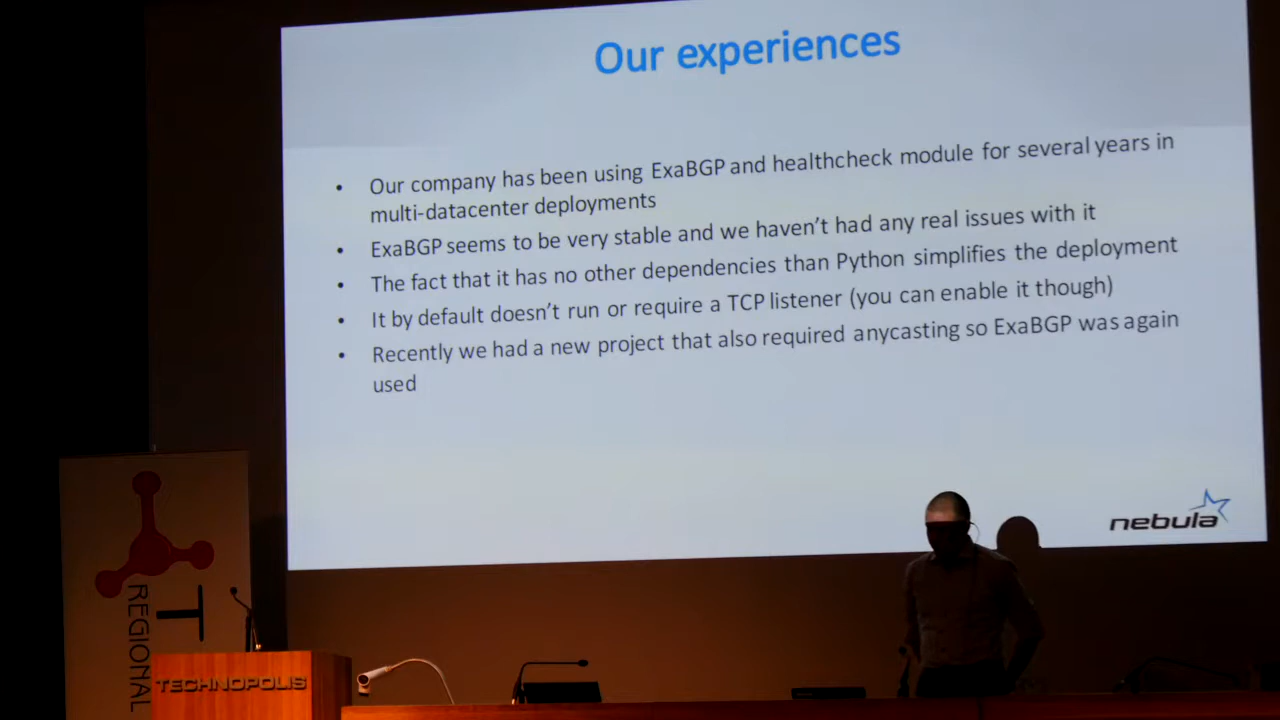 Our experiences
• Our company has been using ExaBGP and healthcheck module for several years in
multi-datacenter deployments
• ExaBGP seems to be very stable and we haven't had any real issues with it
• The fact that it has no other dependencies than Python simplifies the deployment
• It by default doesn't run or require a TCP listener (you can enable it though)
• Recently we had a new project that also required anycasting so ExaBGP was again
used
nebula
T
REGIONAL
TECHNOPOLIS